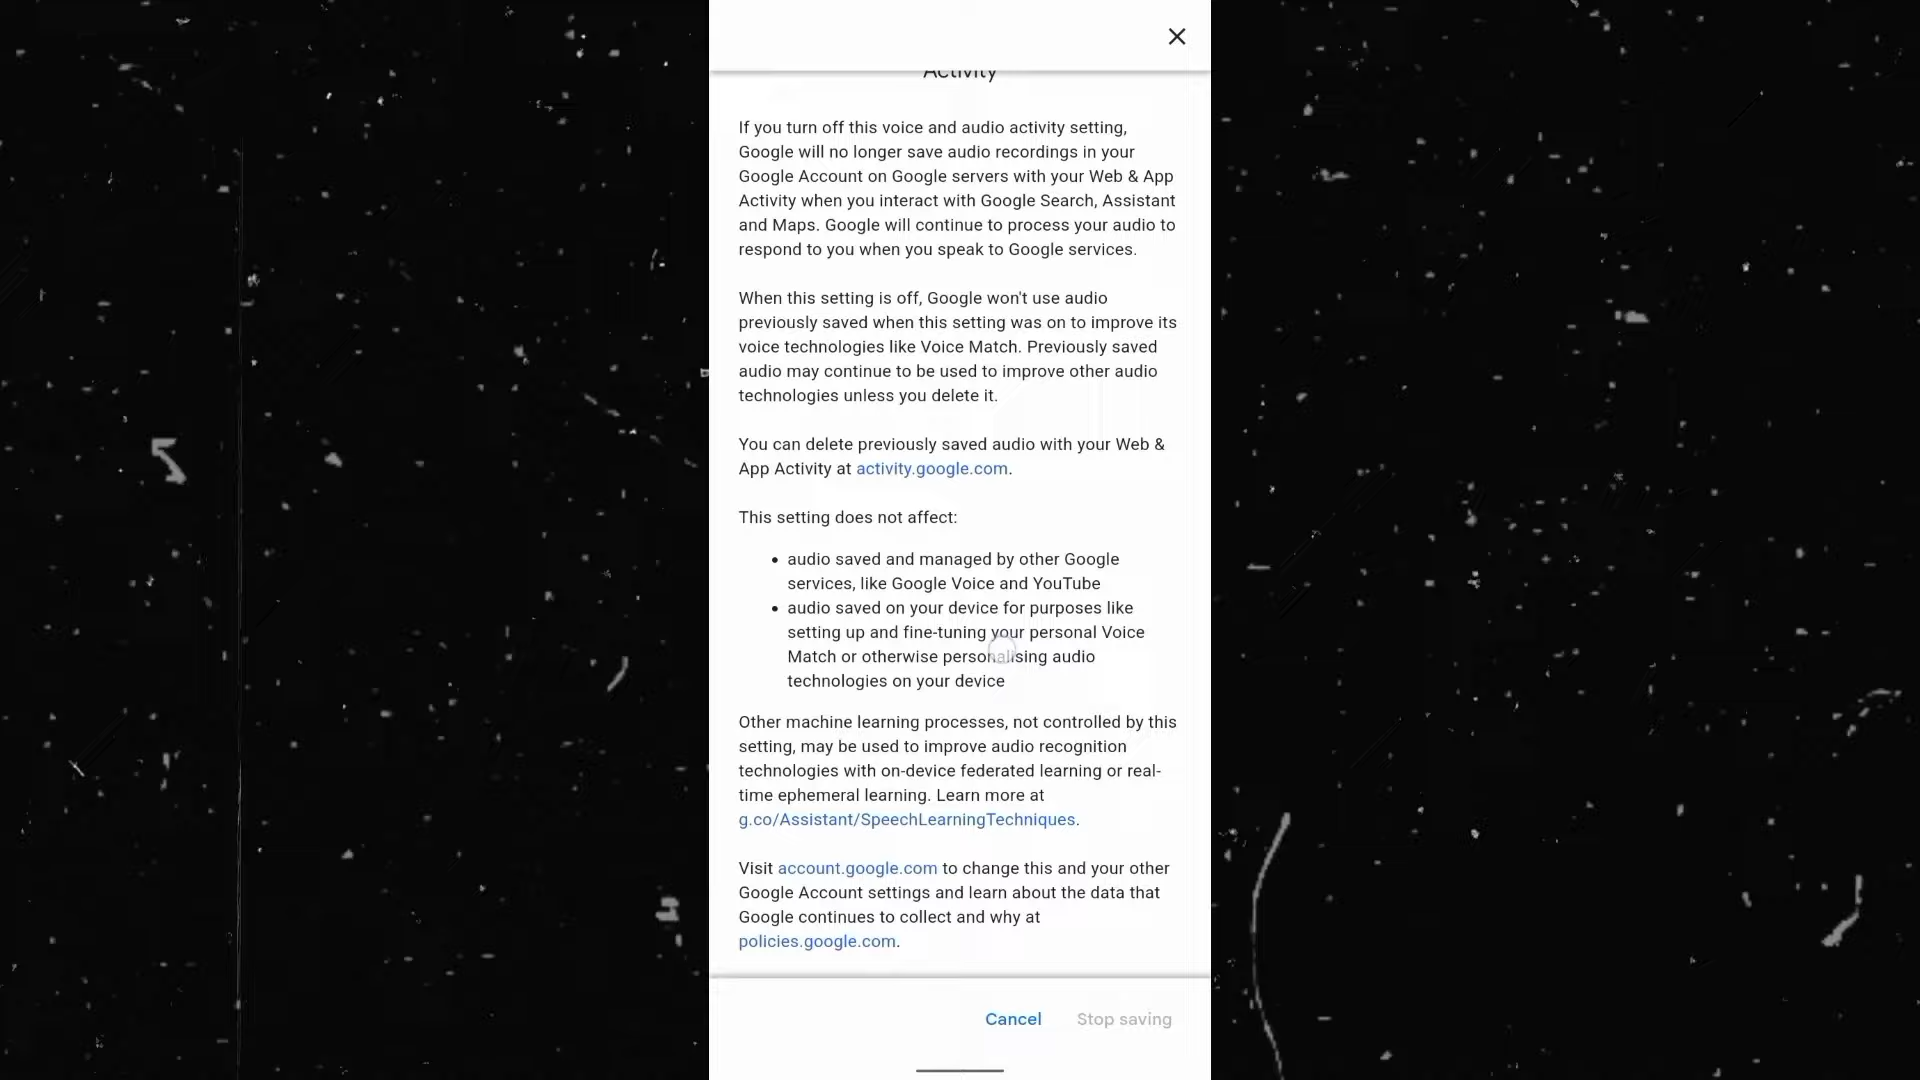 Activity
If you turn off this voice and audio activity setting,
Google will no longer save audio recordings in your
Google Account on Google servers with your Web & App
Activity when you interact with Google Search, Assistant
and Maps. Google will continue to process your audio to
respond to you when you speak to Google services.
When this setting is off, Google won't use audio
previously saved when this setting was on to improve its
voice technologies like Voice Match. Previously saved
audio may continue to be used to improve other audio
technologies unless you delete it.
You can delete previously saved audio with your Web &
App Activity at activity.google.com.
This setting does not affect:
• audio saved and managed by other Google
services, like Google Voice and YouTube
• audio saved on your device for purposes like
setting up and fine-tuning your personal Voice
Match or otherwise personalising audio
technologies on your device
Other machine learning processes, not controlled by this
setting, may be used to improve audio recognition
technologies with on-device federated learning or real-
time ephemeral learning. Learn more at
g.co/Assistant/SpeechLearningTechniques.
Visit account.google.com to change this and your other
Google Account settings and learn about the data that
Google continues to collect and why at
policies.google.com.
Cancel Stop saving